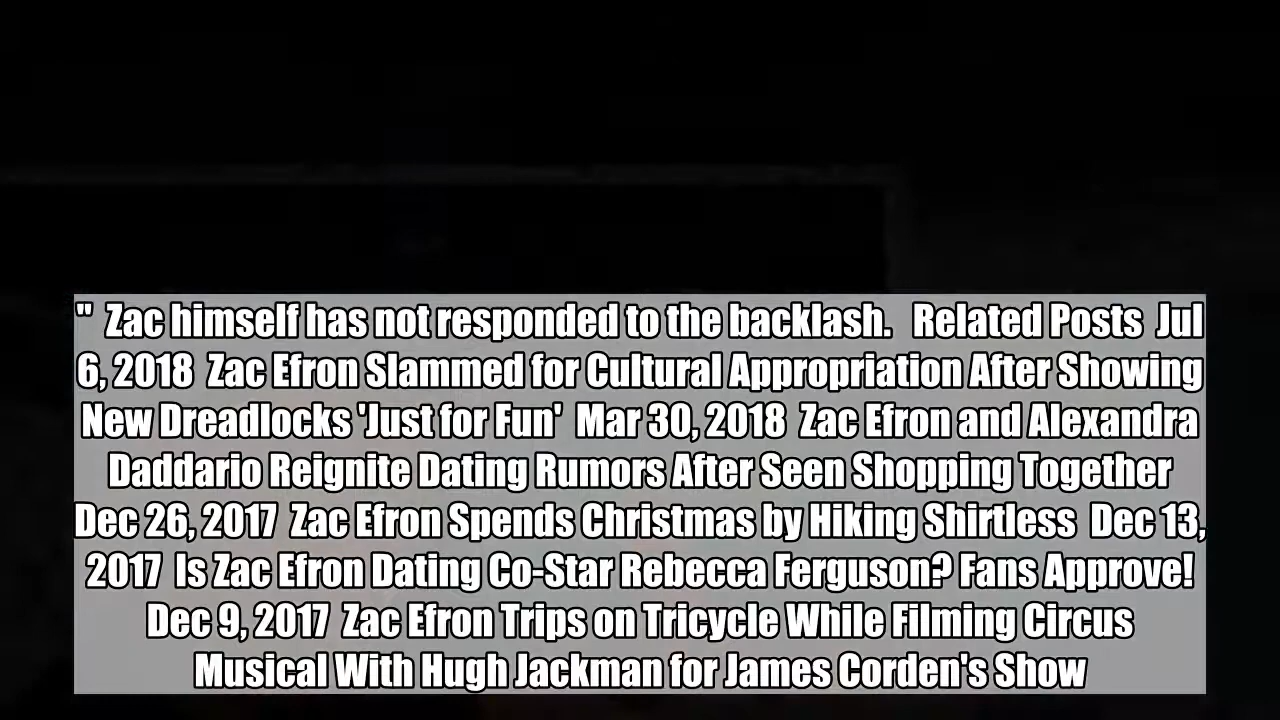 " Zac himself has not responded to the backlash. Related Posts Jul
6, 2018 Zac Efron Slammed for Cultural Appropriation After Showing
New Dreadlocks 'Just for Fun' Mar 30, 2018 Zac Efron and Alexandra
Daddario Reignite Dating Rumors After Seen Shopping Together
Dec 26, 2017 Zac Efron Spends Christmas by Hiking Shirtless Dec 13,
2017 Is Zac Efron Dating Co-Star Rebecca Ferguson? Fans Approve!
Dec 9, 2017 Zac Efron Trips on Tricycle While Filming Circus
Musical With Hugh Jackman for James Corden's Show